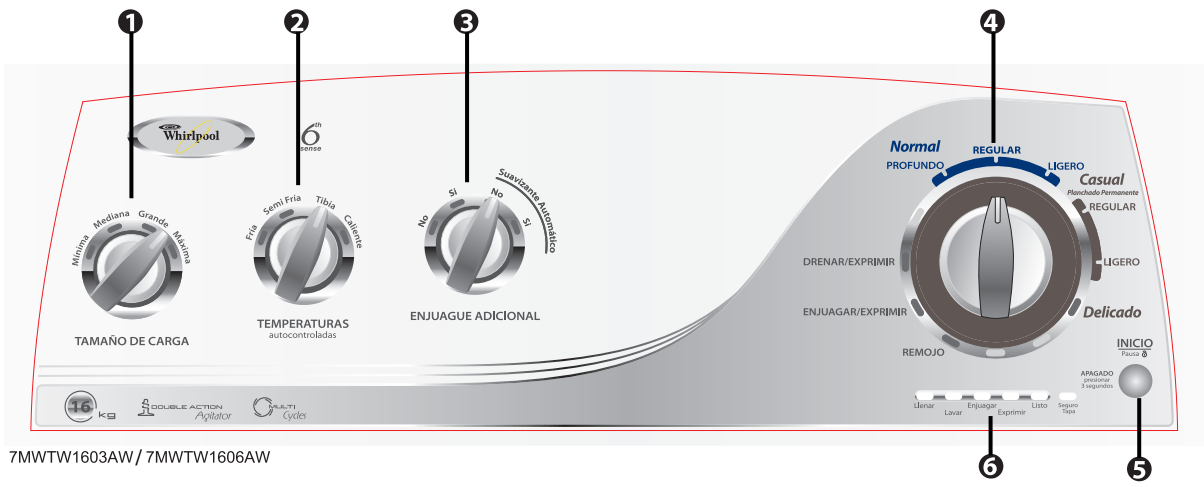 1
2
3
4
Whirlpool
6th
sense
Mínima
Mediana
Grande
Máxima
TAMAÑO DE CARGA
Fría
Semi Fria
Tibia
Caliente
TEMPERATURAS
autocontroladas
No
Si
No
Si
Suavizante Automático
ENJUAGUE ADICIONAL
Normal
PROFUNDO
REGULAR
LIGERO
Casual
Planchado Permanente
REGULAR
LIGERO
Delicado
DRENAR/EXPRIMIR
ENJUAGAR/EXPRIMIR
REMOJO
INICIO
Pausa
APAGADO
presionar
3 segundos
Llenar
Lavar
Enjuagar
Exprimir
Listo
Seguro
Tapa
16 kg
DOUBLE ACTION
Agitator
MULTI
Cycles
7MWTW1603AW/ 7MWTW1606AW
6
5